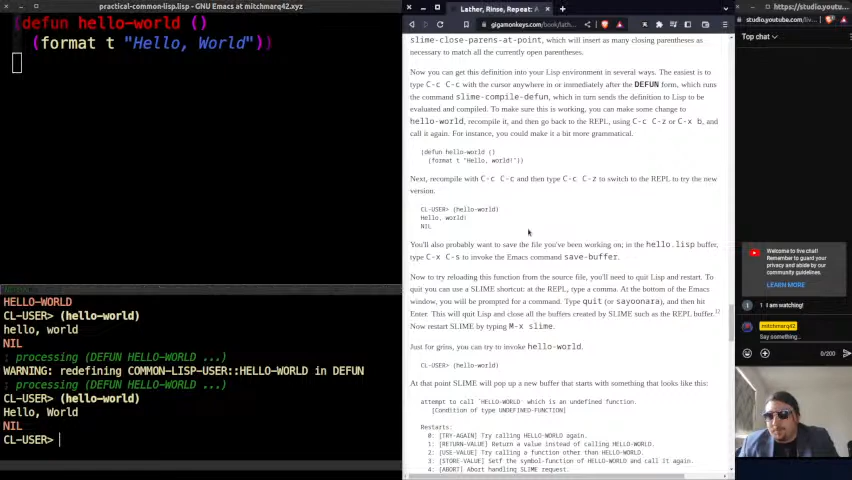 practical-common-lisp.lisp - GNU Emacs at mitchmarq42.xyz
(defun hello-world ()
(format t "Hello, World"))
HELLO-WORLD
CL-USER> (hello-world)
hello, world
NIL
; processing (DEFUN HELLO-WORLD ...)
WARNING: redefining COMMON-LISP-USER::HELLO-WORLD in DEFUN
; processing (DEFUN HELLO-WORLD ...)
CL-USER> (hello-world)
Hello, World
NIL
CL-USER>
Lather, Rinse, Repeat: A
gigamonkeys.com/book/lath
slime-close-parens-at-point, which will insert as many closing parentheses as
necessary to match all the currently open parentheses.
Now you can get this definition into your Lisp environment in several ways. The easiest is to
type C-c C-c with the cursor anywhere in or immediately after the DEFUN form, which runs
the command slime-compile-defun, which in turn sends the definition to Lisp to be
evaluated and compiled. To make sure this is working, you can make some change to
hello-world, recompile it, and then go back to the REPL, using C-c C-z or C-x b, and
call it again. For instance, you could make it a bit more grammatical.
(defun hello-world ()
(format t "Hello, world!"))
Next, recompile with C-c C-c and then type C-c C-z to switch to the REPL to try the new
version.
CL-USER> (hello-world)
Hello, world!
NIL
You'll also probably want to save the file you've been working on; in the hello.lisp buffer,
type C-x C-s to invoke the Emacs command save-buffer.
Now to try reloading this function from the source file, you'll need to quit Lisp and restart. To
quit you can use a SLIME shortcut: at the REPL, type a comma. At the bottom of the Emacs
window, you will be prompted for a command. Type quit (or sayoonara), and then hit
Enter. This will quit Lisp and close all the buffers created by SLIME such as the REPL buffer.12
Now restart SLIME by typing M-x slime.
Just for grins, you can try to invoke hello-world.
CL-USER> (hello-world)
At that point SLIME will pop up a new buffer that starts with something that looks like this:
attempt to call `HELLO-WORLD' which is an undefined function.
[Condition of type UNDEFINED-FUNCTION]
Restarts:
0: [TRY-AGAIN] Try calling HELLO-WORLD again.
1: [RETURN-VALUE] Return a value instead of calling HELLO-WORLD.
2: [USE-VALUE] Try calling a function other than HELLO-WORLD.
3: [STORE-VALUE] Setf the symbol-function of HELLO-WORLD and call it again.
4: [ABORT] Abort handling SLIME request.
https://studio.youtu
studio.youtube.com/live
Top chat
Welcome to live chat!
Remember to guard your
privacy and abide by our
community guidelines.
LEARN MORE
1 I am watching!
mitchmarq42
Say something...
0/200